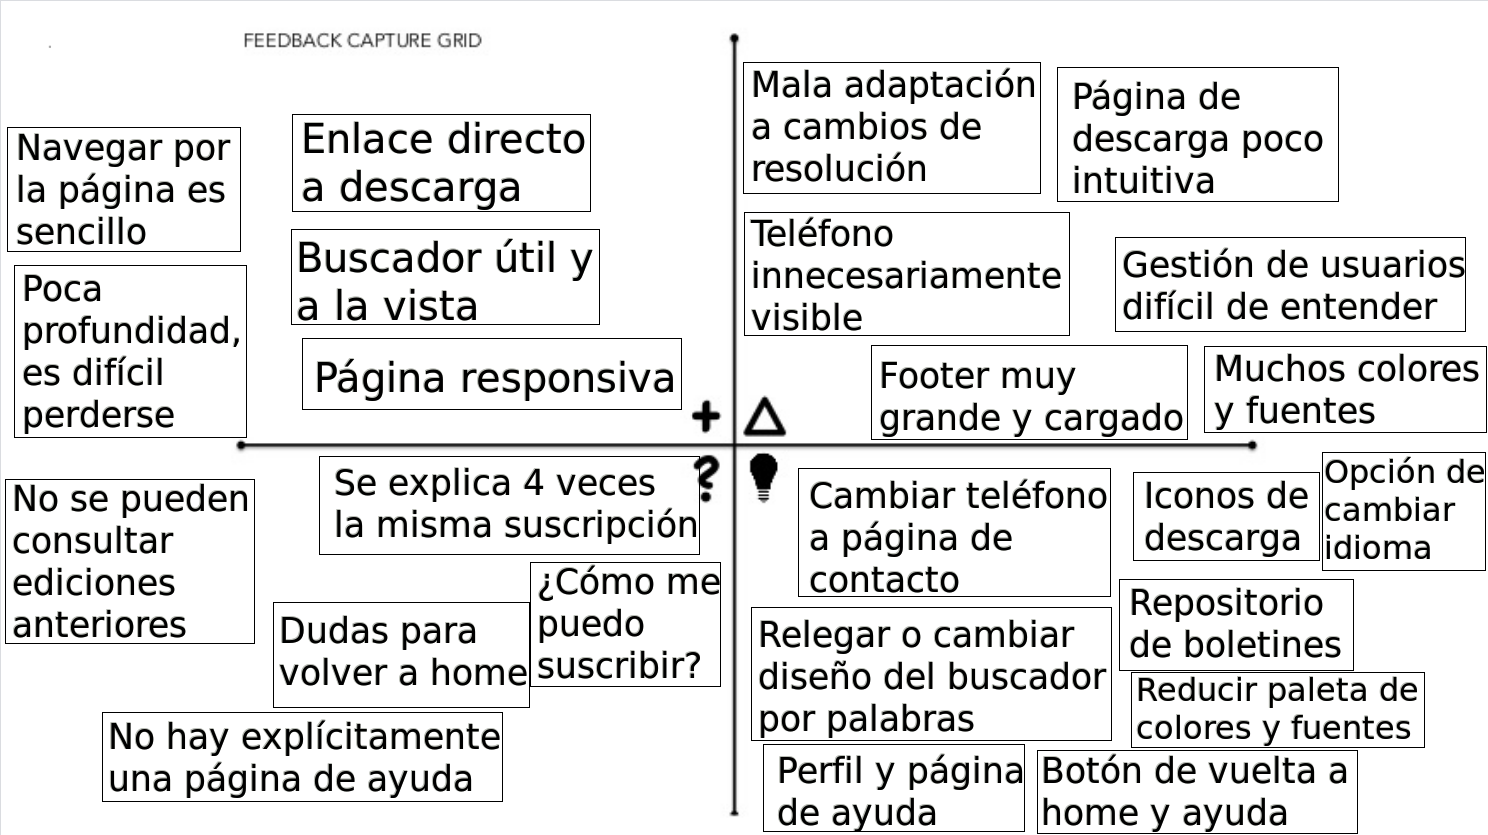 FEEDBACK CAPTURE GRID
Navegar por
la página es
sencillo
Enlace directo
a descarga
Poca
profundidad,
es difícil
perderse
Buscador útil y
a la vista
Página responsiva
+
Mala adaptación
a cambios de
resolución
Página de
descarga poco
intuitiva
Teléfono
innecesariamente
visible
Gestión de usuarios
difícil de entender
Footer muy
grande y cargado
Muchos colores
y fuentes
?
Se explica 4 veces
la misma suscripción
No se pueden
consultar
ediciones
anteriores
¿Cómo me
puedo
suscribir?
Dudas para
volver a home
No hay explícitamente
una página de ayuda
Cambiar teléfono
a página de
contacto
Iconos de
descarga
Opción de
cambiar
idioma
Relegar o cambiar
diseño del buscador
por palabras
Repositorio
de boletines
Reducir paleta de
colores y fuentes
Perfil y página
de ayuda
Botón de vuelta a
home y ayuda